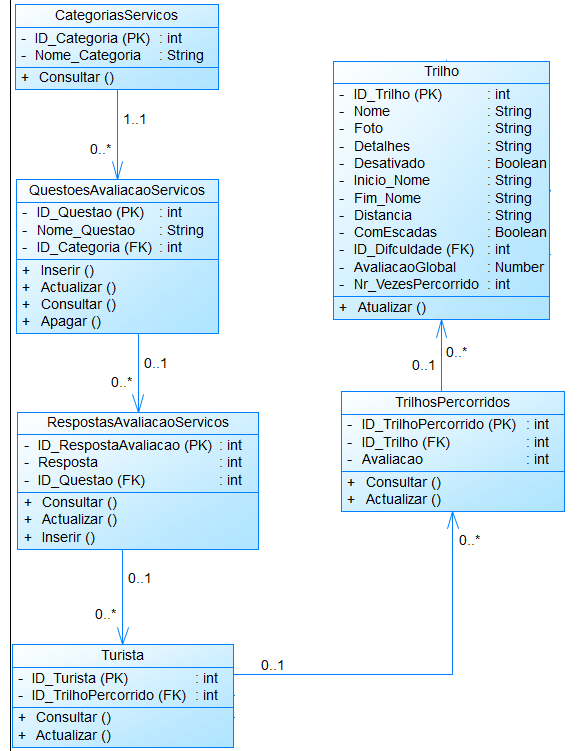 CategoriasServicos
- ID_Categoria (PK) : int
- Nome_Categoria : String
+ Consultar ()
1..1
0..*
QuestoesAvaliacaoServicos
- ID_Questao (PK) : int
- Nome_Questao : String
- ID_Categoria (FK) : int
+ Inserir ()
+ Actualizar ()
+ Consultar ()
+ Apagar ()
0..1
0..*
RespostasAvaliacaoServicos
- ID_RespostaAvaliacao (PK) : int
- Resposta : int
- ID_Questao (FK) : int
+ Consultar ()
+ Actualizar ()
+ Inserir ()
0..1
0..*
Turista
- ID_Turista (PK) : int
- ID_TrilhoPercorrido (FK) : int
+ Consultar ()
+ Actualizar ()
0..1
0..*
TrilhosPercorridos
- ID_TrilhoPercorrido (PK) : int
- ID_Trilho (FK) : int
- Avaliacao : int
+ Consultar ()
+ Actualizar ()
0..1
0..*
Trilho
- ID_Trilho (PK) : int
- Nome : String
- Foto : String
- Detalhes : String
- Desativado : Boolean
- Inicio_Nome : String
- Fim_Nome : String
- Distancia : String
- ComEscadas : Boolean
- ID_Difculdade (FK) : int
- AvaliacaoGlobal : Number
- Nr_VezesPercorrido : int
+ Atualizar ()